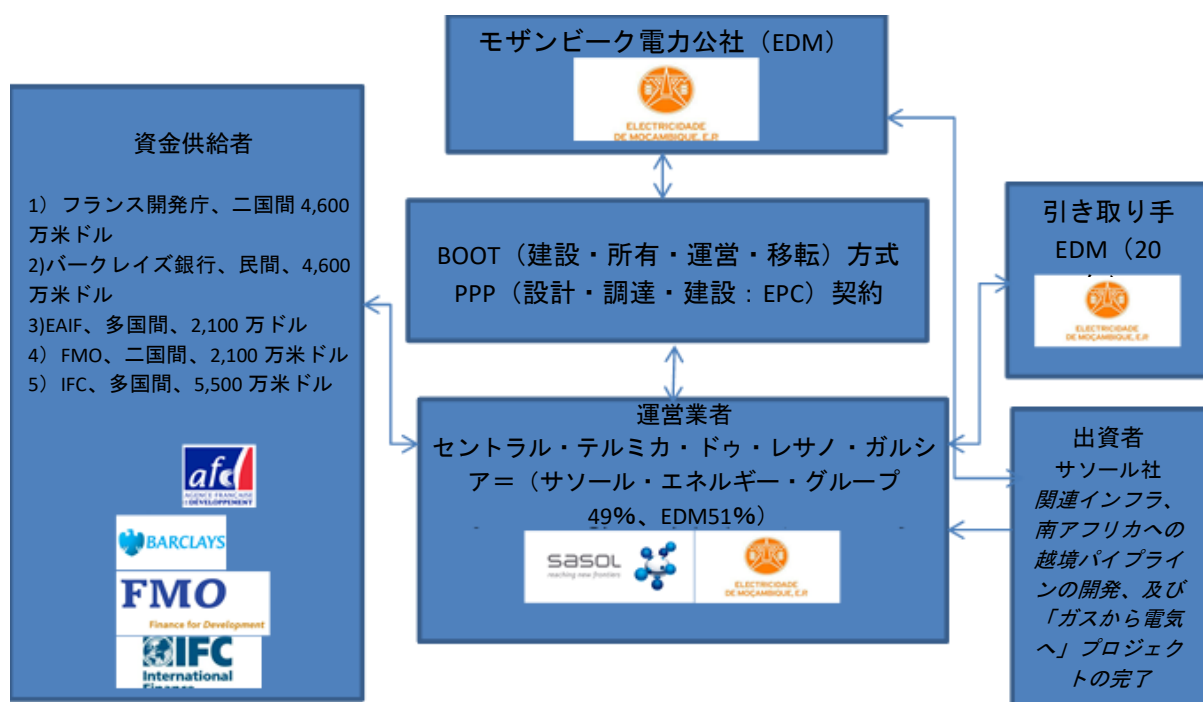 モザンビーク電力公社（EDM）
ELECTRICIDADE
DE MOÇAMBIQUE, E.P.
資金供給者
1）フランス開発庁、二国間 4,600
万米ドル
2)バークレイズ銀行、民間、4,600
万米ドル
3)EAIF、多国間、2,100 万ドル
4）FMO、二国間、2,100 万米ドル
5）IFC、多国間、5,500 万米ドル
afd
AGENCE FRANÇAISE
DE DÉVELOPPEMENT
BARCLAYS
FMO
Finance for Development
IFC
International
Finance
BOOT（建設・所有・運営・移転）方式
PPP（設計・調達・建設：EPC）契約
運営業者
セントラル・テルミカ・ドゥ・レサノ・ガルシ
ア＝（サソール・エネルギー・グループ
49%、EDM51%）
sasol
reaching new frontiers
ELECTRICIDADE
DE MOÇAMBIQUE, E.P.
引き取り手
EDM（20
ELECTRICIDADE
DE MOÇAMBIQUE, E.P.
出資者
サソール社
関連インフラ、
南アフリカへの
越境パイプライ
ンの開発、及び
「ガスから電気
へ」プロジェク
トの完了